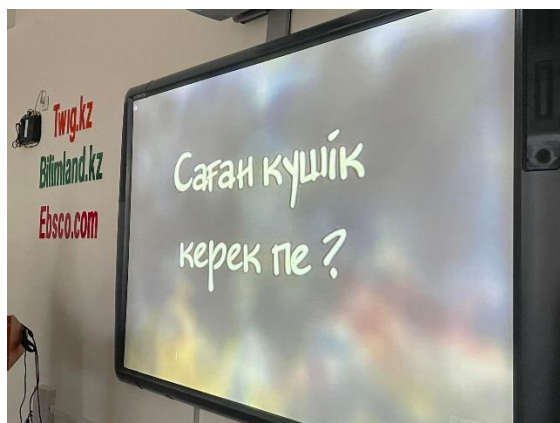 Twig.kz
Bilimland.kz
Ebsco.com
Саған күшік
керек пе ?